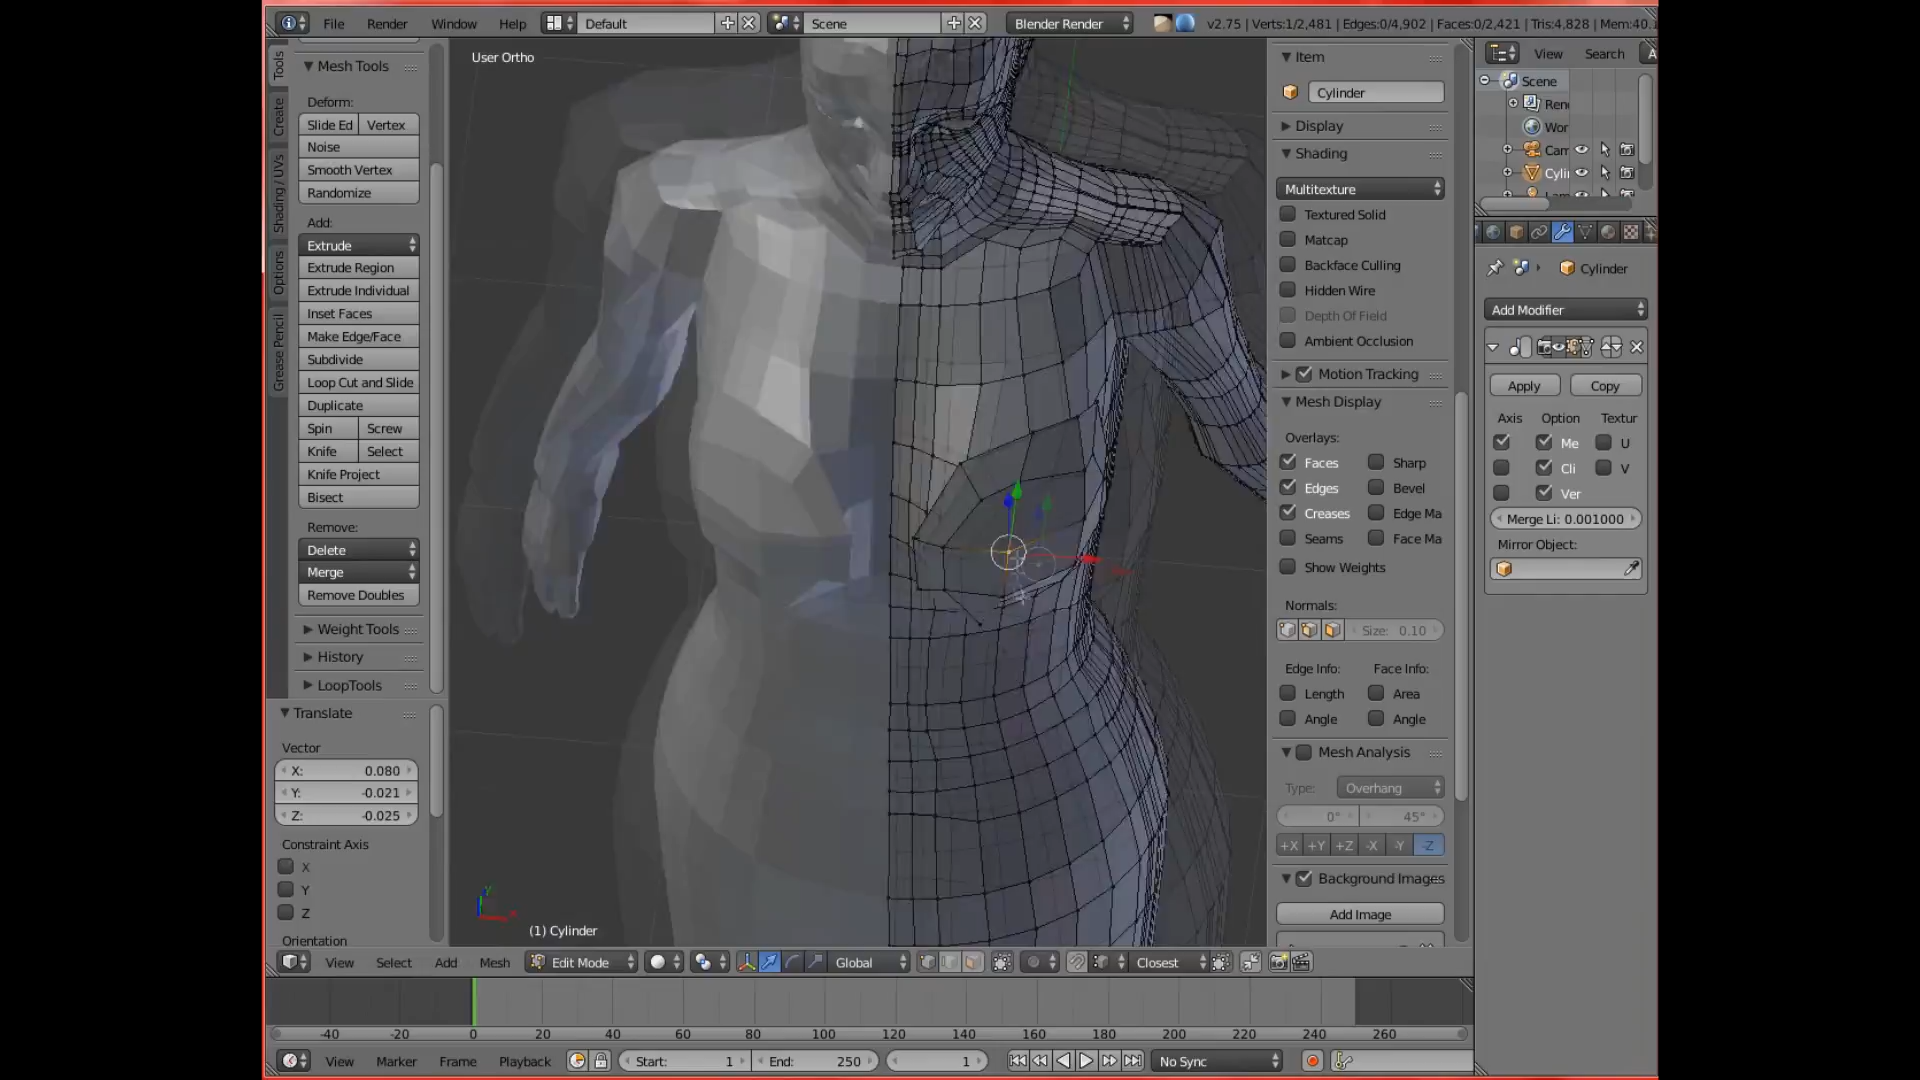 File Render Window Help Default Scene Blender Render v2.75 | Verts:1/2,481 | Edges:0/4,902 | Faces:0/2,421 | Tris:4,828 | Mem:40.
Tools
Create
Shading / UVs
Options
Grease Pencil
Mesh Tools
Deform:
Slide Ed Vertex
Noise
Smooth Vertex
Randomize
Add:
Extrude
Extrude Region
Extrude Individual
Inset Faces
Make Edge/Face
Subdivide
Loop Cut and Slide
Duplicate
Spin Screw
Knife Select
Knife Project
Bisect
Remove:
Delete
Merge
Remove Doubles
Weight Tools
History
LoopTools
Translate
Vector
X: 0.080
Y: -0.021
Z: -0.025
Constraint Axis
X
Y
Z
Orientation
User Ortho
(1) Cylinder
Item
Cylinder
Display
Shading
Multitexture
Textured Solid
Matcap
Backface Culling
Hidden Wire
Depth Of Field
Ambient Occlusion
Motion Tracking
Mesh Display
Overlays:
Faces Sharp
Edges Bevel
Creases Edge Ma
Seams Face Ma
Show Weights
Normals:
Size: 0.10
Edge Info: Face Info:
Length Area
Angle Angle
Mesh Analysis
Type: Overhang
0° 45°
+X +Y +Z -X -Y -Z
Background Images
Add Image
View Search
Scene
Ren
Wor
Cam
Cyli
Cylinder
Add Modifier
Apply Copy
Axis Option Textur
Me U
Cli V
Ver
Merge Li: 0.001000
Mirror Object:
View Select Add Mesh Edit Mode Global Closest
-40 -20 0 20 40 60 80 100 120 140 160 180 200 220 240 260
View Marker Frame Playback Start: 1 End: 250 1 No Sync